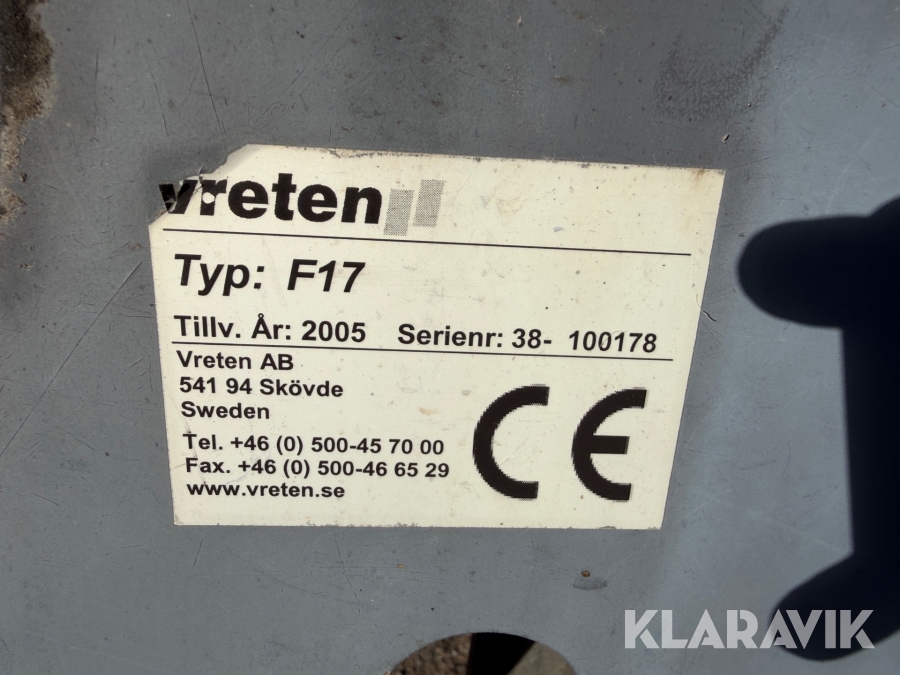 vreten
Typ: F17
Tillv. År: 2005 Serienr: 38- 100178
Vreten AB
541 94 Skövde
Sweden
Tel. +46 (0) 500-45 70 00
Fax. +46 (0) 500-46 65 29
www.vreten.se
CE
KLARAVIK